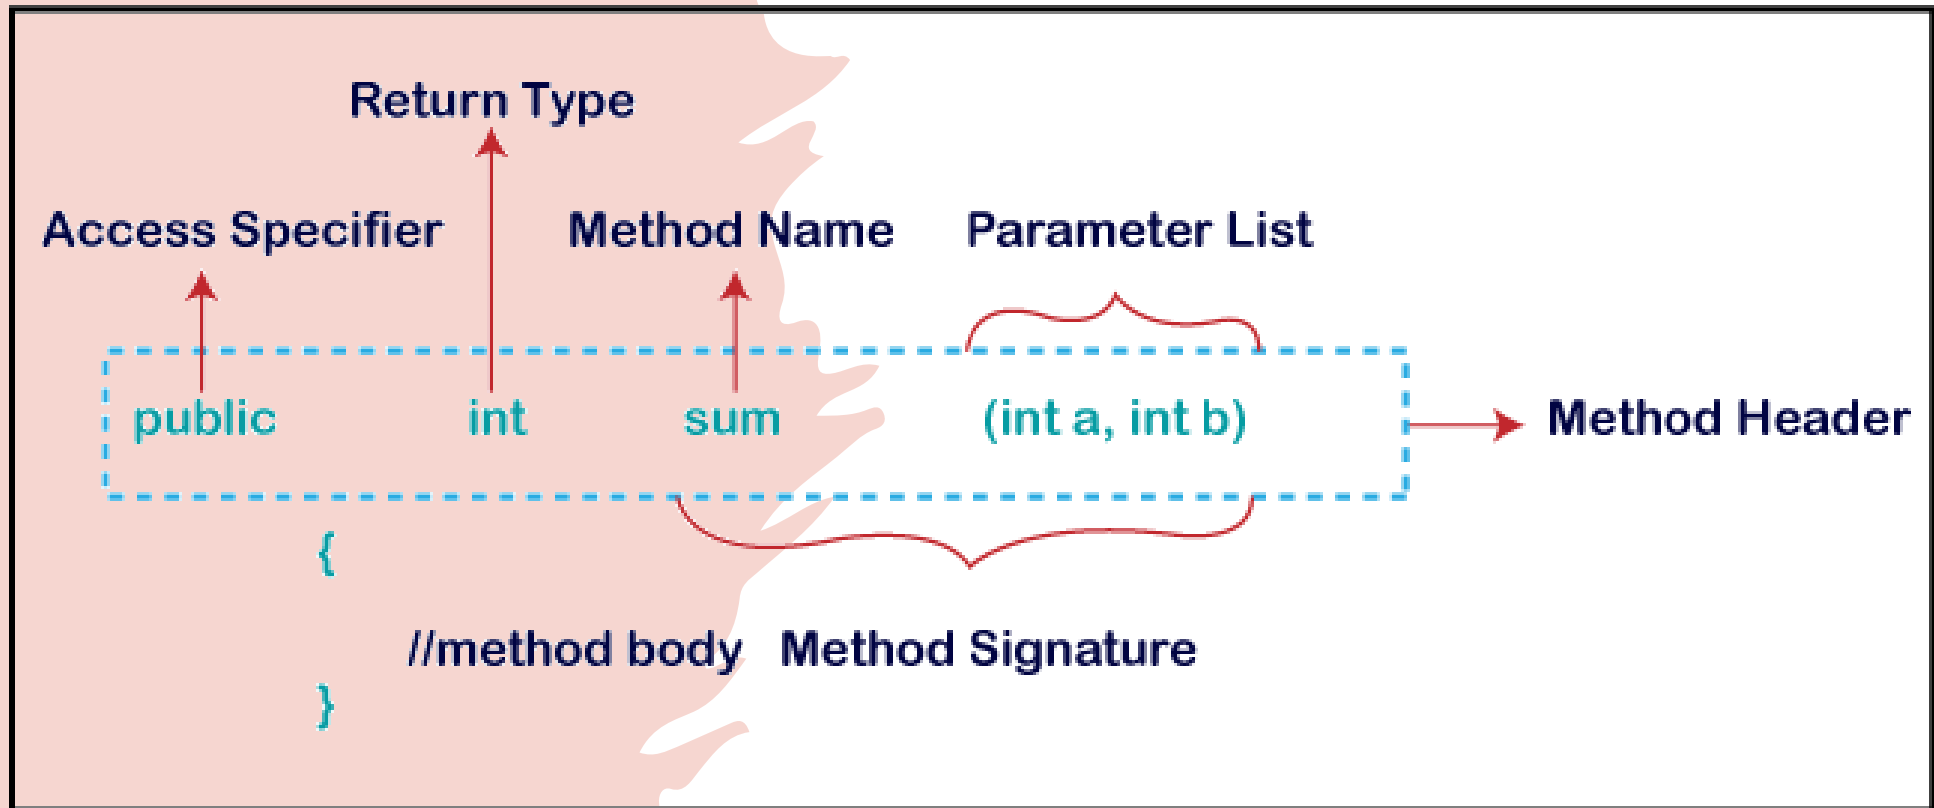 Return Type
Access Specifier Method Name Parameter List
public int sum (int a, int b) Method Header
{
//method body Method Signature
}